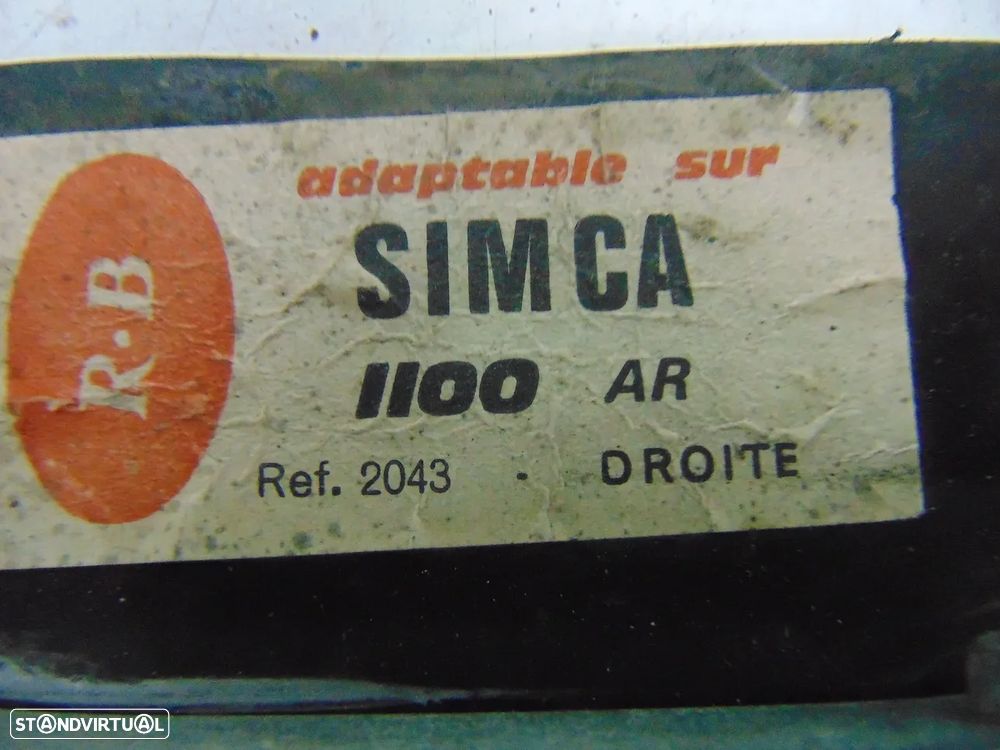 adaptable sur
SIMCA
1100 AR
Ref. 2043 - DROITE
R·B
STANDVIRTUAL